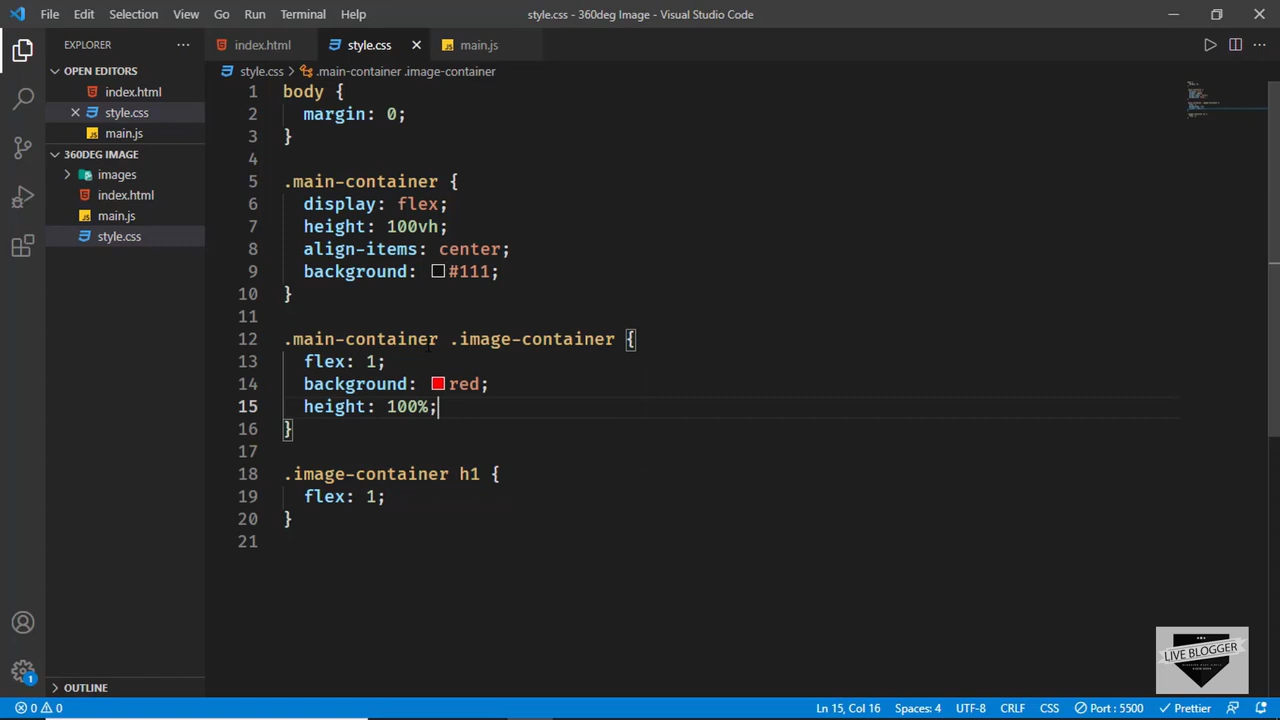 File Edit Selection View Go Run Terminal Help
style.css - 360deg Image - Visual Studio Code
EXPLORER
OPEN EDITORS
index.html
style.css
main.js
360DEG IMAGE
images
index.html
main.js
style.css
OUTLINE
index.html style.css main.js
style.css > .main-container .image-container
1 body {
2 margin: 0;
3 }
4
5 .main-container {
6 display: flex;
7 height: 100vh;
8 align-items: center;
9 background: #111;
10 }
11
12 .main-container .image-container {
13 flex: 1;
14 background: red;
15 height: 100%;
16 }
17
18 .image-container h1 {
19 flex: 1;
20 }
21
LIVE BLOGGER
1
0 0 Ln 15, Col 16 Spaces: 4 UTF-8 CRLF CSS Port : 5500 Prettier